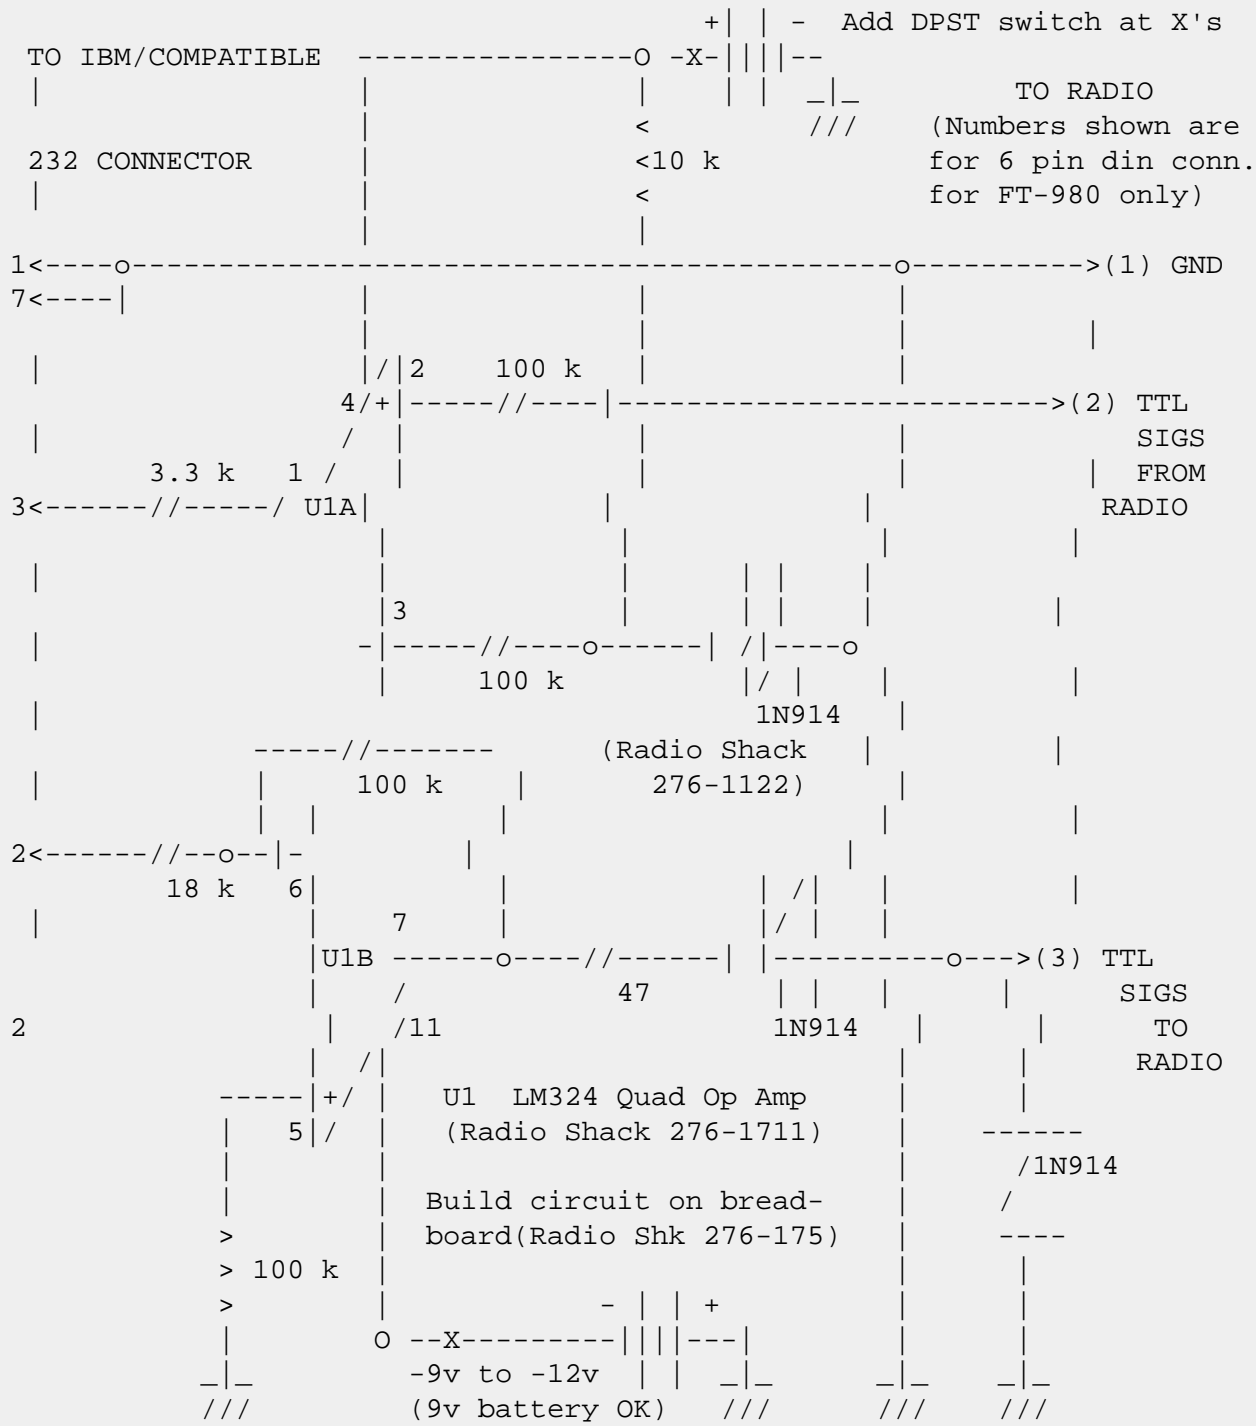 +| | - Add DPST switch at X's
TO IBM/COMPATIBLE ----------------O -X-||||--
| | | | | _|_ TO RADIO
| < /// (Numbers shown are
232 CONNECTOR | <10 k for 6 pin din conn.
| | < for FT-980 only)
| |
1<----o---------------------------------------------o---------->(1) GND
7<----| | | |
| | | |
| |/|2 100 k | |
4/+|-----//----|------------------------->(2) TTL
| / | | | SIGS
3.3 k 1 / | | | | FROM
3<------//-----/ U1A| | | RADIO
| | | |
| | | | | |
|3 | | | | |
| -|-----//----o------| /|----o
| 100 k |/ | | |
| 1N914 |
-----//------- (Radio Shack | |
| | 100 k | 276-1122) |
| | | | |
2<------//--o--|- | |
18 k 6| | | /| | |
| | 7 | |/ | |
|U1B ------o----//------| |----------o--->(3) TTL
| / 47 | | | | SIGS
2 | /11 1N914 | | TO
| /| | | RADIO
-----|+/ | U1 LM324 Quad Op Amp | |
| 5|/ | (Radio Shack 276-1711) | ------
| | | /1N914
| | Build circuit on bread- | /
> | board(Radio Shk 276-175) | ----
> 100 k | | |
> | - | | + | |
| O --X---------||||---| | |
_|_ -9v to -12v | | _|_ _|_ _|_
/// (9v battery OK) /// /// ///